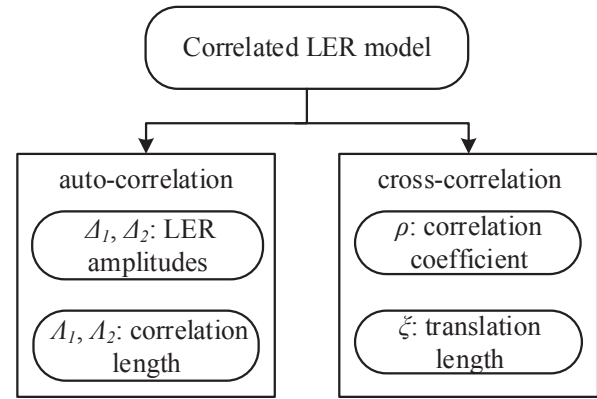 Correlated LER model
auto-correlation
Δ₁, Δ₂: LER
amplitudes
Λ₁, Λ₂: correlation
length
cross-correlation
ρ: correlation
coefficient
ξ: translation
length